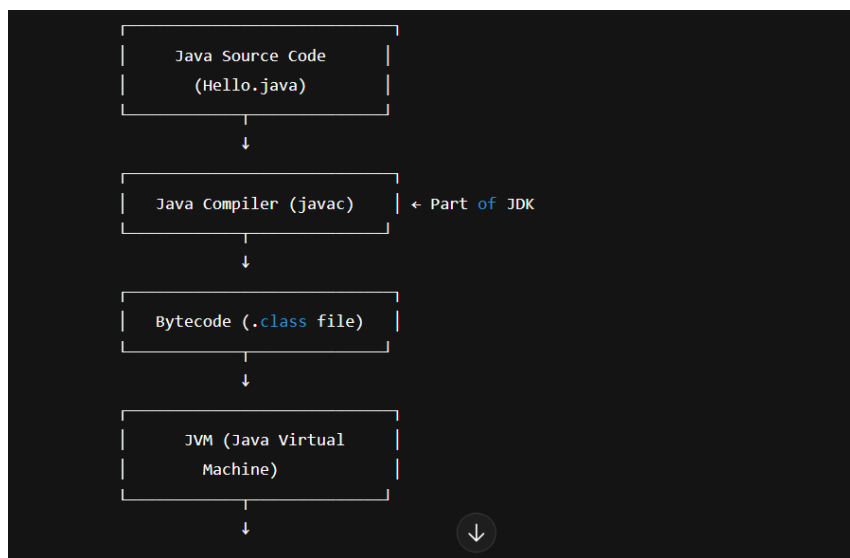 Java Source Code
(Hello.java)
↓
Java Compiler (javac) ← Part of JDK
↓
Bytecode (.class file)
↓
JVM (Java Virtual
Machine)
↓